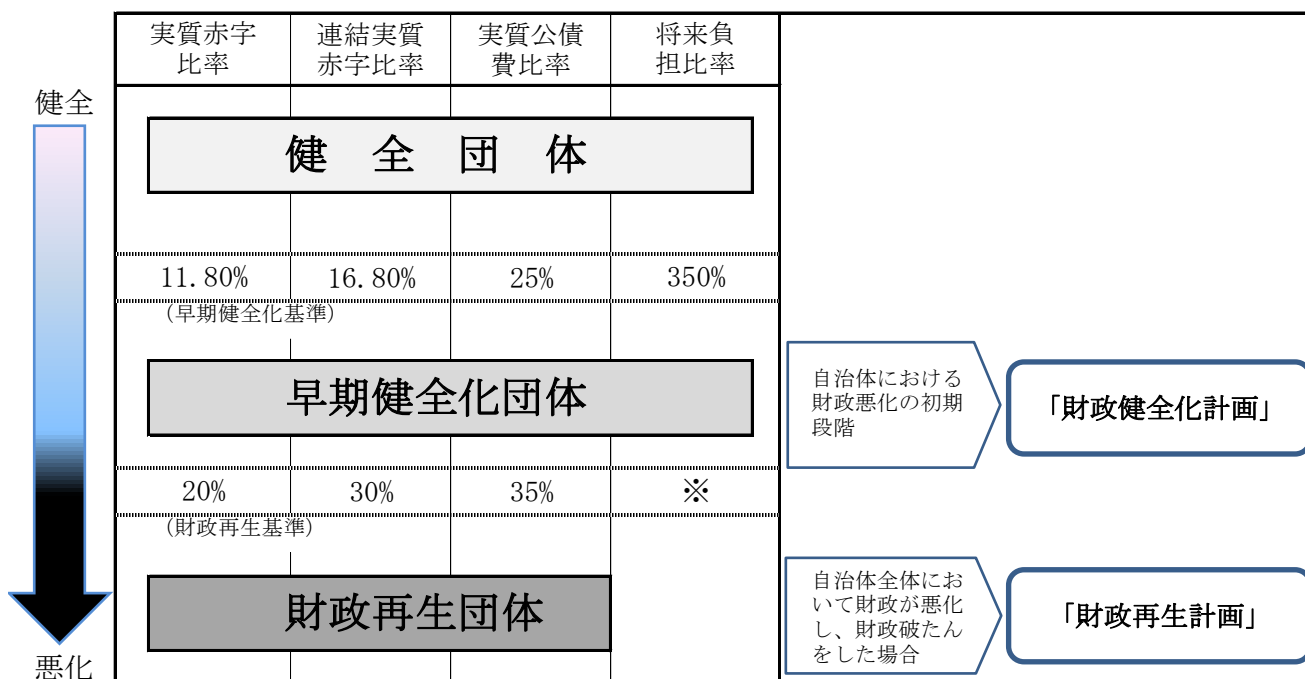 実質赤字
比率
連結実質
赤字比率
実質公債
費比率
将来負
担比率
健全
健 全 団 体
11.80% 16.80% 25% 350%
(早期健全化基準)
早期健全化団体
自治体における
財政悪化の初期
段階
「財政健全化計画」
20% 30% 35% ※
(財政再生基準)
財政再生団体
自治体全体にお
いて財政が悪化
し、財政破たん
をした場合
「財政再生計画」
悪化